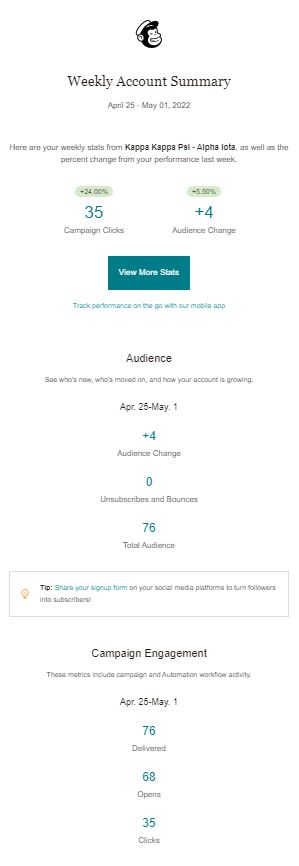 Weekly Account Summary
April 25 - May 01, 2022
Here are your weekly stats from Kappa Kappa Psi - Alpha Iota, as well as the
percent change from your performance last week.
+24.00% +5.50%
35 +4
Campaign Clicks Audience Change
View More Stats
Track performance on the go with our mobile app
Audience
See who's new, who's moved on, and how your account is growing.
Apr. 25-May. 1
+4
Audience Change
0
Unsubscribes and Bounces
76
Total Audience
Tip: Share your signup form on your social media platforms to turn followers
into subscribers!
Campaign Engagement
These metrics include campaign and Automation workflow activity.
Apr. 25-May. 1
76
Delivered
68
Opens
35
Clicks